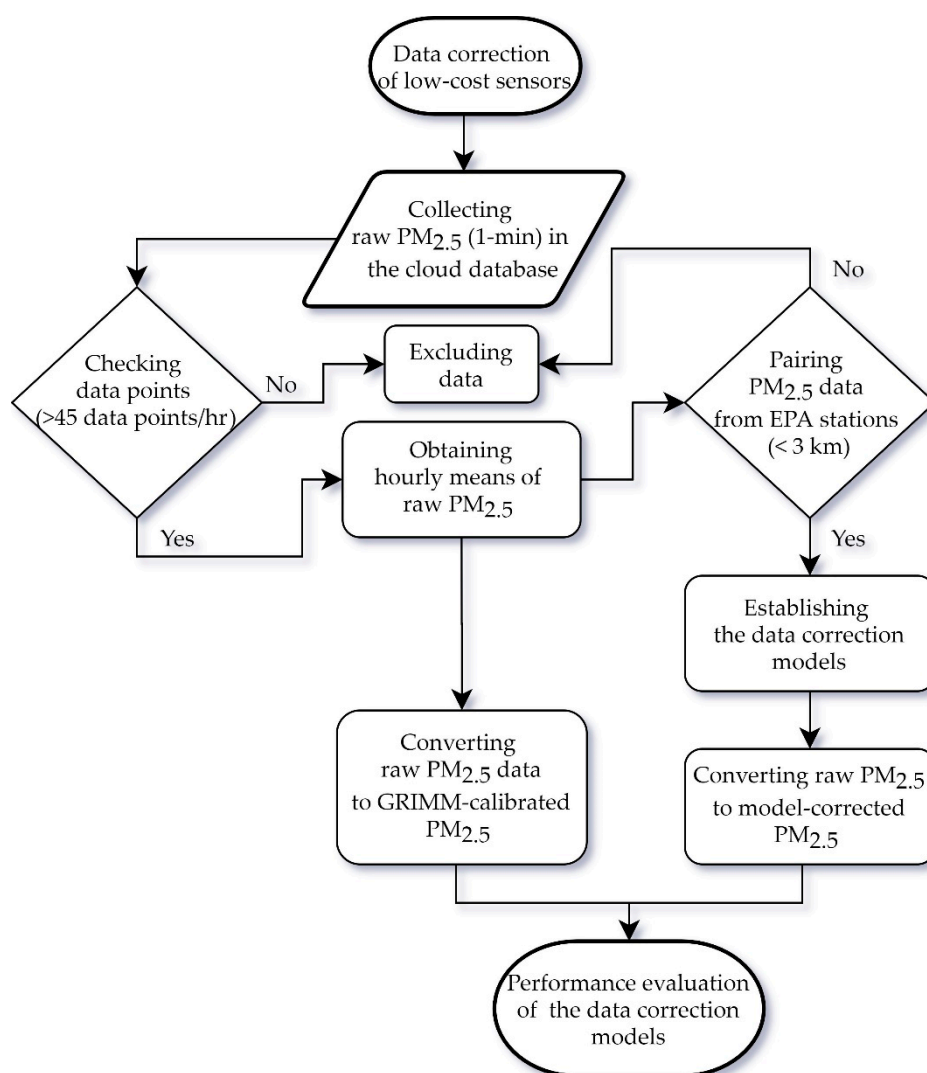 Data correction
of low-cost sensors
Collecting
raw PM2.5 (1-min) in
the cloud database
No
Excluding
data
Checking
data points
(>45 data points/hr)
No
Pairing
PM2.5 data
from EPA stations
(< 3 km)
Obtaining
hourly means of
raw PM2.5
Yes
Yes
Establishing
the data correction
models
Converting
raw PM2.5 data
to GRIMM-calibrated
PM2.5
Converting raw PM2.5
to model-corrected
PM2.5
Performance evaluation
of the data correction
models